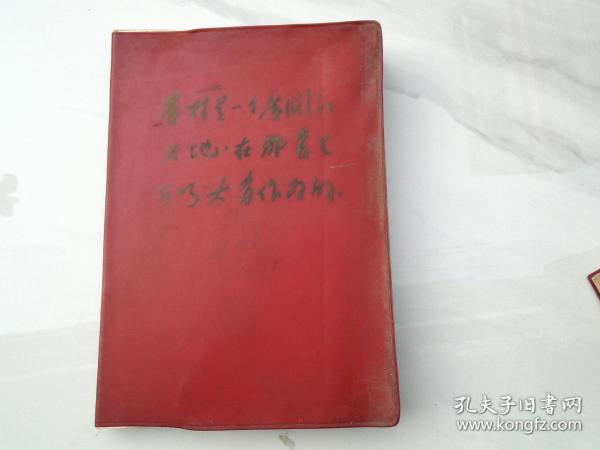 农村是一个广阔的
天地，在那里是
可以大有作为的。
孔夫子旧书网
www.kongfz.com